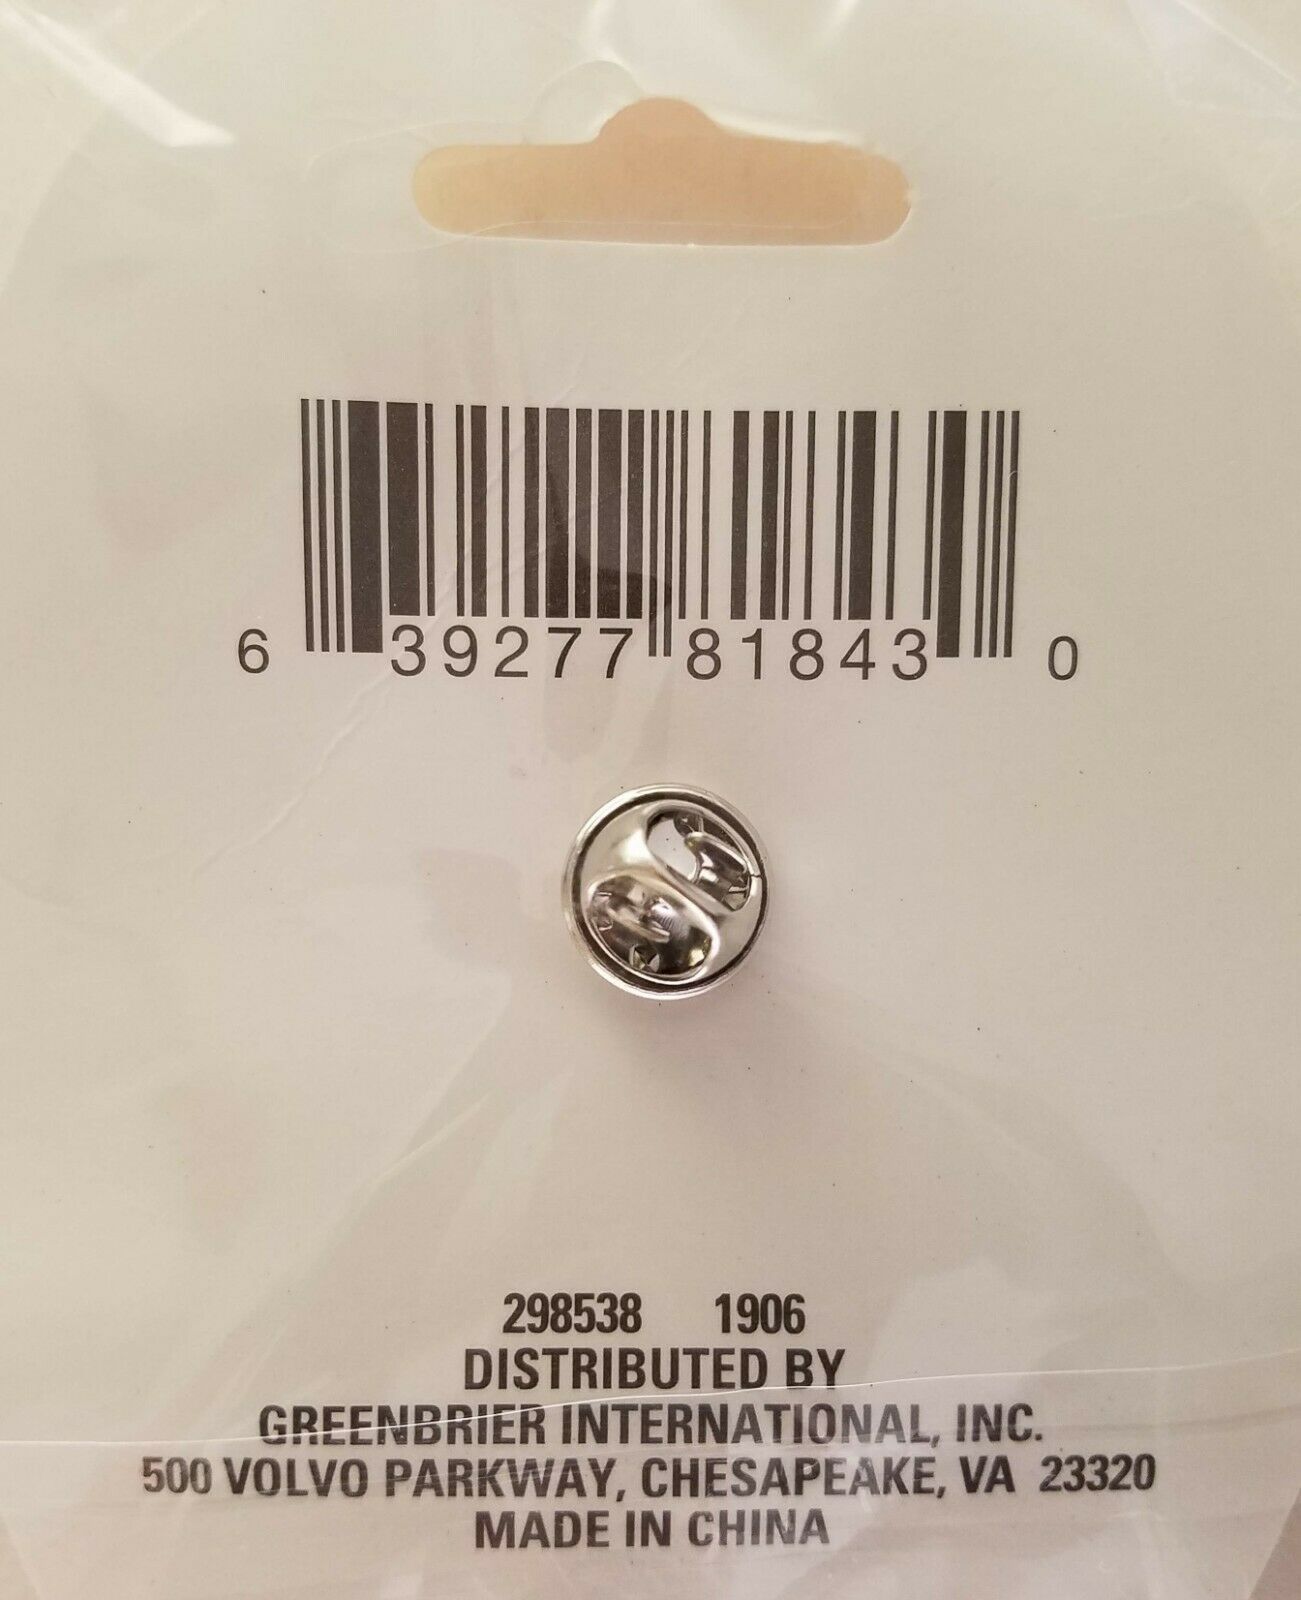 6 39277 81843 0
298538 1906
DISTRIBUTED BY
GREENBRIER INTERNATIONAL, INC.
500 VOLVO PARKWAY, CHESAPEAKE, VA 23320
MADE IN CHINA